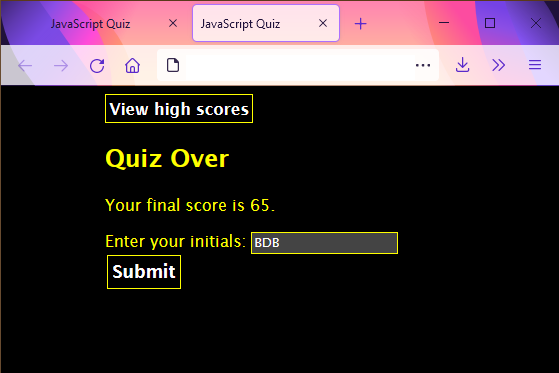 JavaScript Quiz
JavaScript Quiz
View high scores
Quiz Over
Your final score is 65.
Enter your initials: BDB
Submit